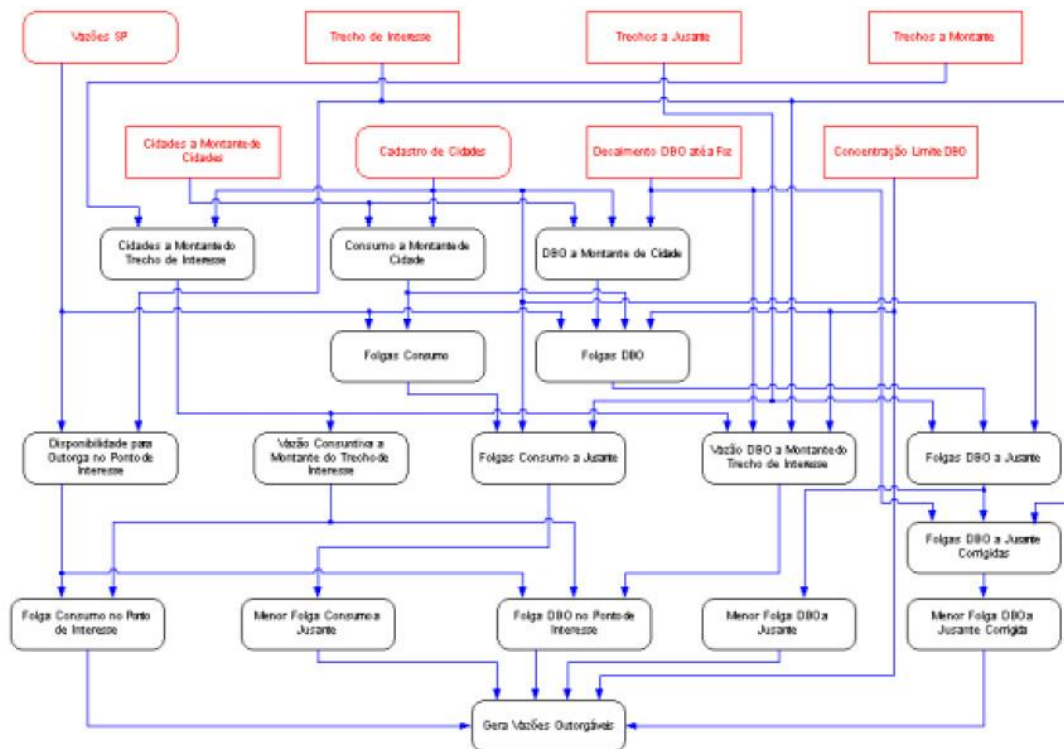 Vazões SP
Trecho de Interesse
Trechos a Jusante
Trechos a Montante
Cidades a Montante de
Cidades
Cadastro de Cidades
Decaimento DBO até a Foz
Concentração Limite DBO
Cidades a Montante do
Trecho de Interesse
Consumo a Montante de
Cidade
DBO a Montante de Cidade
Folgas Consumo
Folgas DBO
Disponibilidade para
Outorga no Ponto de
Interesse
Vazão Consuntiva a
Montante do Trecho de
Interesse
Folgas Consumo a Jusante
Vazão DBO a Montante do
Trecho de Interesse
Folgas DBO a Jusante
Folgas DBO a Jusante
Corrigidas
Folga Consumo no Ponto
de Interesse
Menor Folga Consumo a
Jusante
Folga DBO no Ponto de
Interesse
Menor Folga DBO a
Jusante
Menor Folga DBO a
Jusante Corrigida
Gera Vazões Outorgáveis